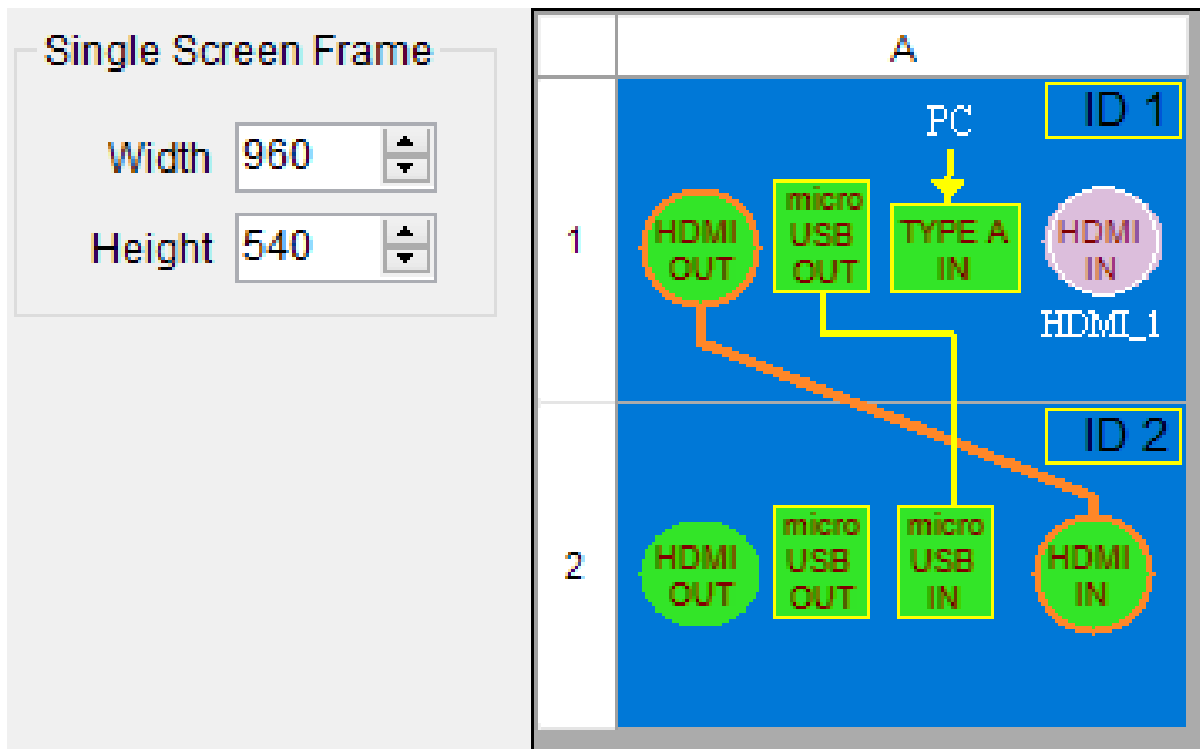 Single Screen Frame
Width 960
Height 540
A
1
ID 1
PC
HDMI
OUT
micro
USB
OUT
TYPE A
IN
HDMI
IN
HDMI_1
2
ID 2
HDMI
OUT
micro
USB
OUT
micro
USB
IN
HDMI
IN